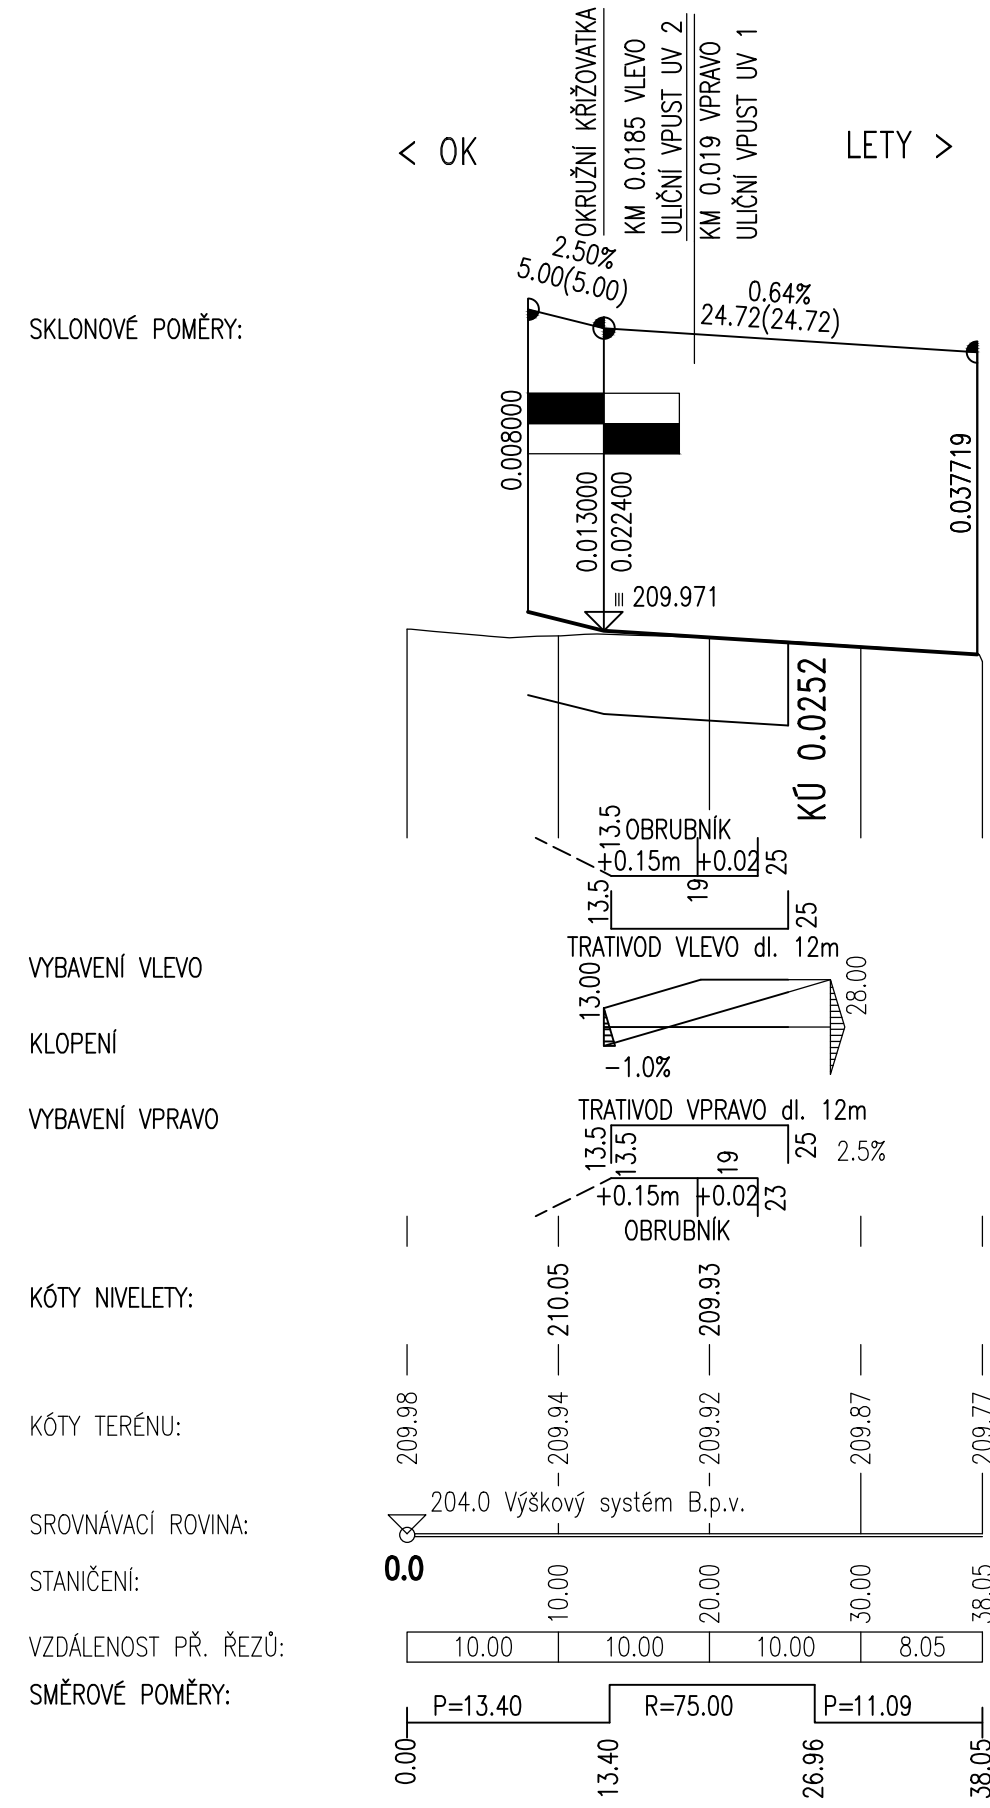 OKRUŽNÍ KŘIŽOVATKA
KM 0.0185 VLEVO
ULIČNÍ VPUST UV 2
KM 0.019 VPRAVO
ULIČNÍ VPUST UV 1
< OK
LETY >
2.50%
5.00(5.00)
0.64%
24.72(24.72)
SKLONOVÉ POMĚRY:
0.008000
0.013000
0.022400
0.037719
209.971
KÚ 0.0252
13.5
OBRUBNÍK
+0.15m
+0.02
25
19
13.5
25
TRATIVOD VLEVO dl. 12m
VYBAVENÍ VLEVO
13.00
28.00
KLOPENÍ
-1.0%
TRATIVOD VPRAVO dl. 12m
VYBAVENÍ VPRAVO
13.5
13.5
19
25
2.5%
+0.15m
+0.02
23
OBRUBNÍK
KÓTY NIVELETY:
210.05
209.93
KÓTY TERÉNU:
209.98
209.94
209.92
209.87
209.77
204.0 Výškový systém B.p.v.
SROVNÁVACÍ ROVINA:
0.0
STANIČENÍ:
10.00
20.00
30.00
38.05
VZDÁLENOST PŘ. ŘEZŮ:
10.00
10.00
10.00
8.05
SMĚROVÉ POMĚRY:
P=13.40
R=75.00
P=11.09
0.00
13.40
26.96
38.05